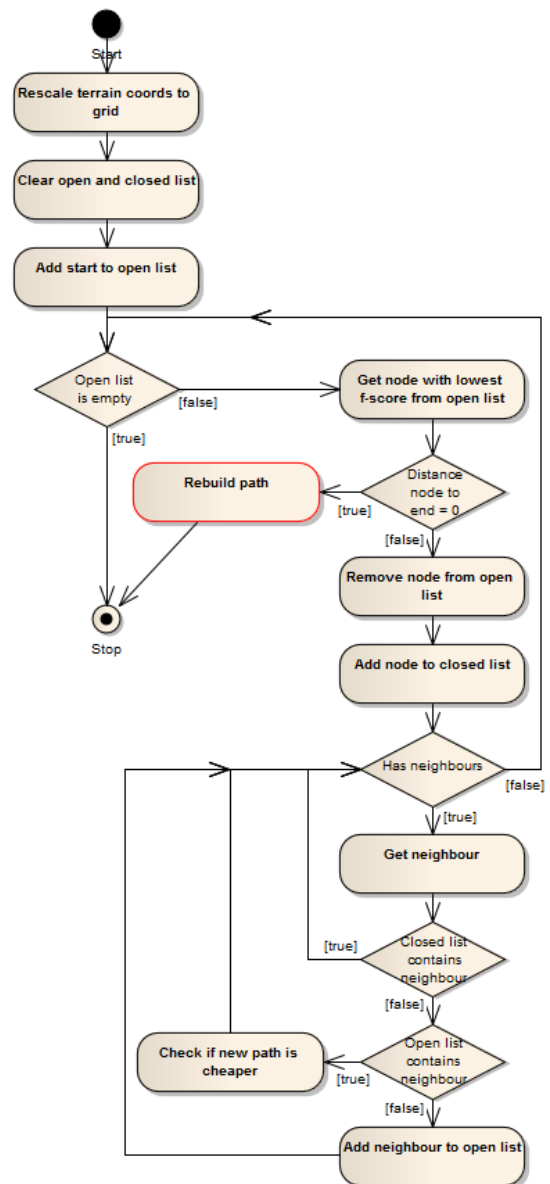 Start
Rescale terrain coords to
grid
Clear open and closed list
Add start to open list
Open list
is empty
[false]
[true]
Get node with lowest
f-score from open list
Distance
node to
end = 0
[true]
[false]
Rebuild path
Stop
Remove node from open
list
Add node to closed list
Has neighbours
[false]
[true]
Get neighbour
Closed list
contains
neighbour
[true]
[false]
Open list
contains
neighbour
[true]
[false]
Check if new path is
cheaper
Add neighbour to open list